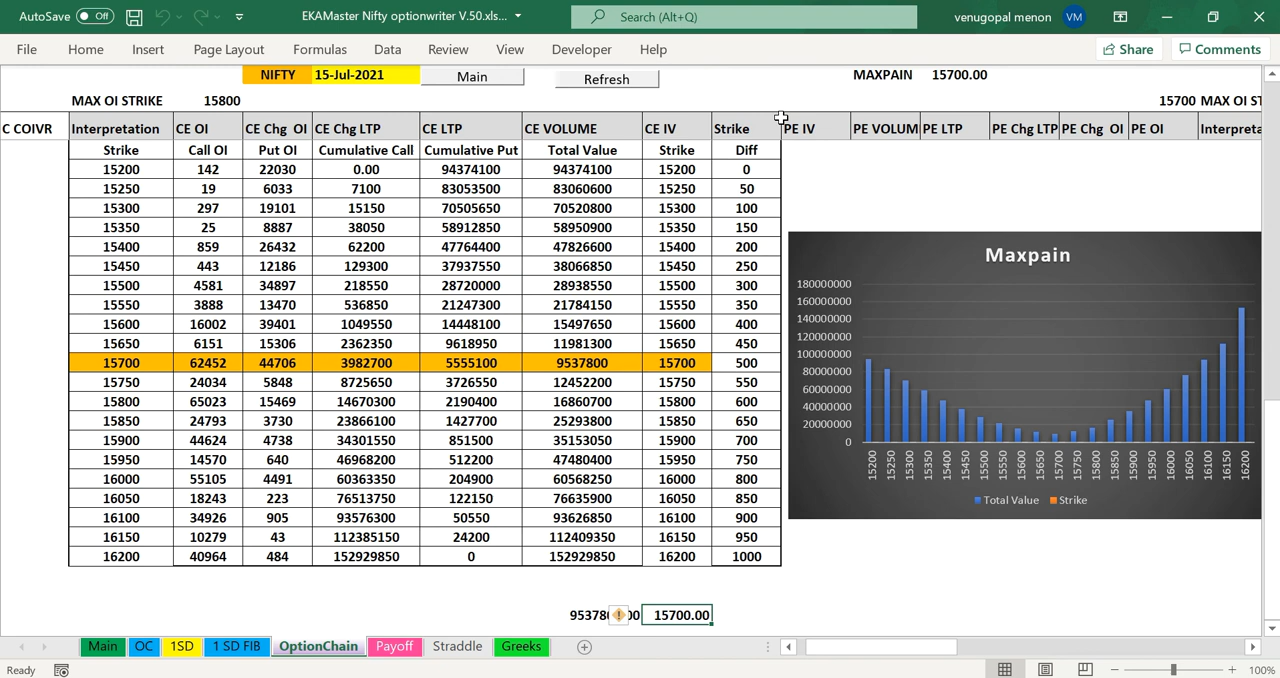 AutoSave Off EKAMaster Nifty optionwriter V.50.xls... Search (Alt+Q) venugopal menon VM
File Home Insert Page Layout Formulas Data Review View Developer Help Share Comments
NIFTY 15-Jul-2021 Main Refresh MAXPAIN 15700.00
MAX OI STRIKE 15800 15700 MAX OI ST
C COIVR Interpretation CE OI CE Chg OI CE Chg LTP CE LTP CE VOLUME CE IV Strike PE IV PE VOLUM PE LTP PE Chg LTP PE Chg OI PE OI Interpreta
Strike Call OI Put OI Cumulative Call Cumulative Put Total Value Strike Diff
15200 142 22030 0.00 94374100 94374100 15200 0
15250 19 6033 7100 83053500 83060600 15250 50
15300 297 19101 15150 70505650 70520800 15300 100
15350 25 8887 38050 58912850 58950900 15350 150
15400 859 26432 62200 47764400 47826600 15400 200
15450 443 12186 129300 37937550 38066850 15450 250
15500 4581 34897 218550 28720000 28938550 15500 300
15550 3888 13470 536850 21247300 21784150 15550 350
15600 16002 39401 1049550 14448100 15497650 15600 400
15650 6151 15306 2362350 9618950 11981300 15650 450
15700 62452 44706 3982700 5555100 9537800 15700 500
15750 24034 5848 8725650 3726550 12452200 15750 550
15800 65023 15469 14670300 2190400 16860700 15800 600
15850 24793 3730 23866100 1427700 25293800 15850 650
15900 44624 4738 34301550 851500 35153050 15900 700
15950 14570 640 46968200 512200 47480400 15950 750
16000 55105 4491 60363350 204900 60568250 16000 800
16050 18243 223 76513750 122150 76635900 16050 850
16100 34926 905 93576300 50550 93626850 16100 900
16150 10279 43 112385150 24200 112409350 16150 950
16200 40964 484 152929850 0 152929850 16200 1000
Maxpain
180000000
160000000
140000000
120000000
100000000
80000000
60000000
40000000
20000000
0
15200 15250 15300 15350 15400 15450 15500 15550 15600 15650 15700 15750 15800 15850 15900 15950 16000 16050 16100 16150 16200
Total Value Strike
15700.00
Main OC 1SD 1 SD FIB OptionChain Payoff Straddle Greeks
Ready 100%